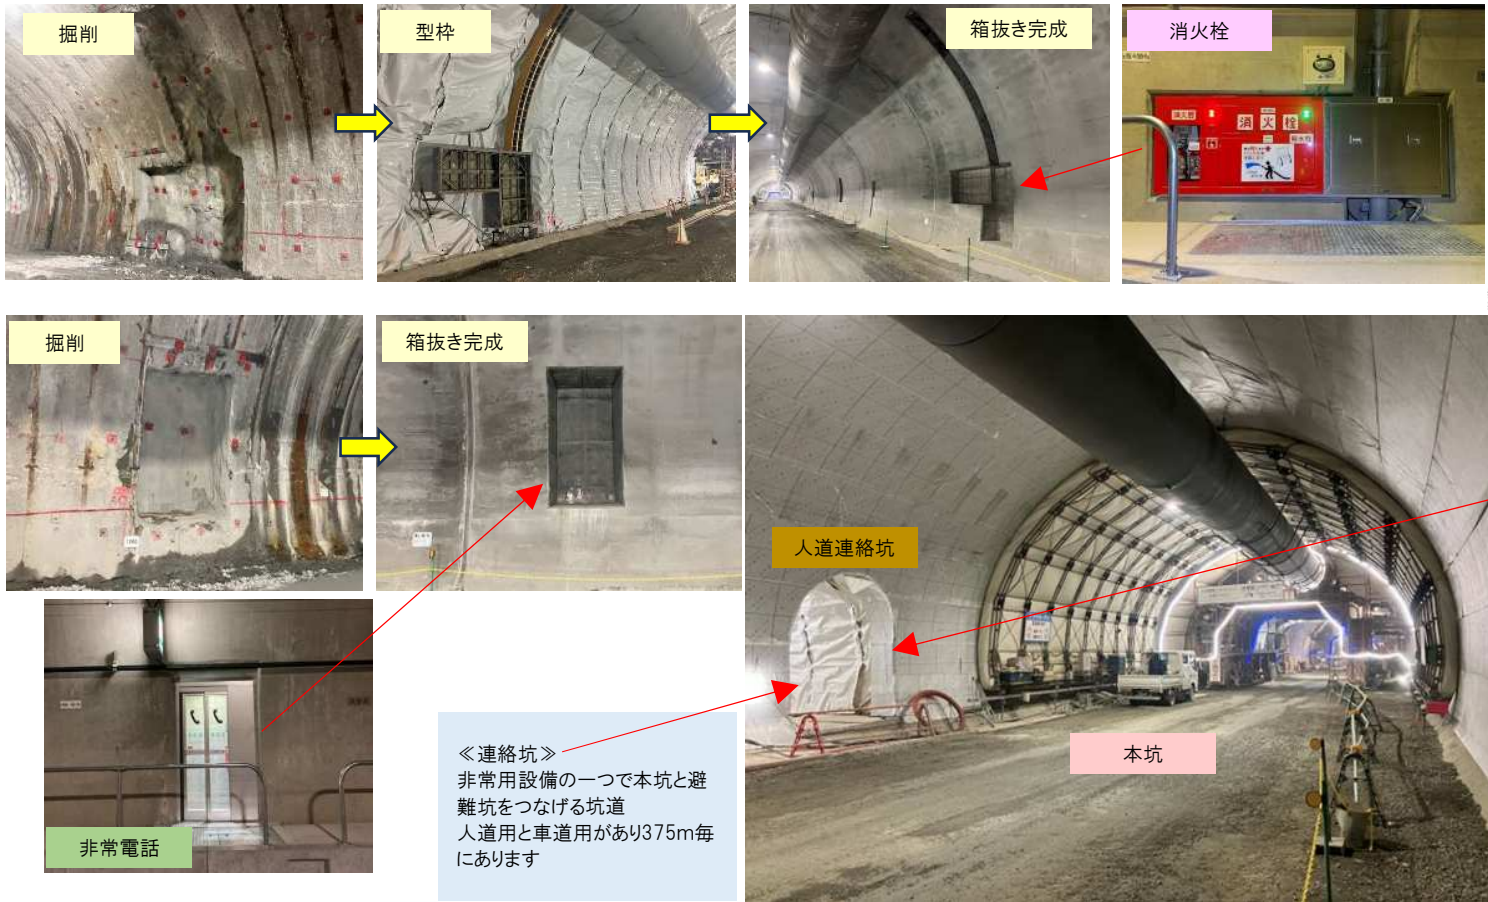 掘削
型枠
箱抜き完成
消火栓
消火栓
掘削
箱抜き完成
人道連絡坑
本坑
≪連絡坑≫
非常用設備の一つで本坑と避
難坑をつなげる坑道
人道用と車道用があり375m毎
にあります
非常電話